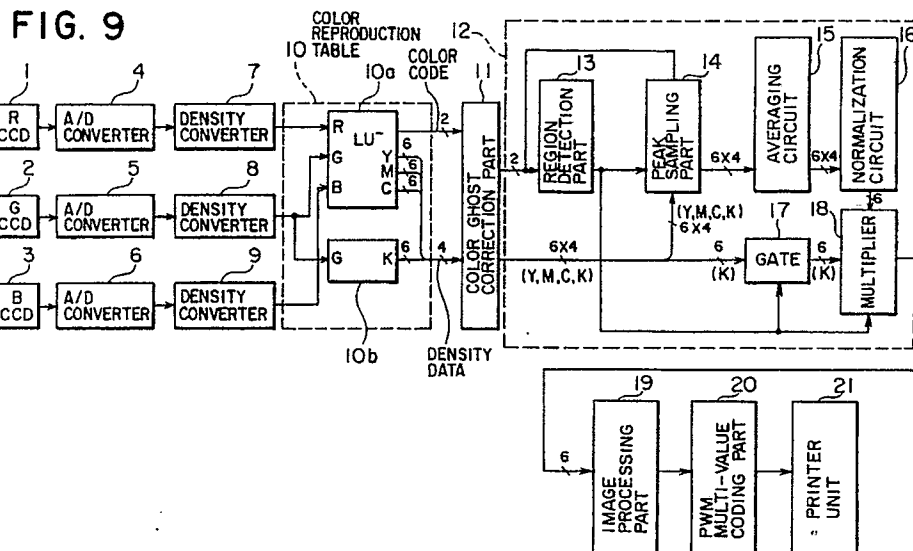 FIG. 9
COLOR
REPRODUCTION
TABLE
10
10a
COLOR
CODE
11
12
13
14
15
16
1
R
CCD
4
A/D
CONVERTER
7
DENSITY
CONVERTER
2
G
CCD
5
A/D
CONVERTER
8
DENSITY
CONVERTER
3
B
CCD
6
A/D
CONVERTER
9
DENSITY
CONVERTER
R
G
B
LU
Y
M
C
6
6
6
2
G
K
6
4
10b
DENSITY
DATA
COLOR GHOST
CORRECTION PART
2
REGION
DETECTION
PART
PEAK
SAMPLING
PART
6X4
AVERAGING
CIRCUIT
6X4
NORMALIZATION
CIRCUIT
6
(Y,M,C,K)
6X4
6X4
(Y,M,C,K)
6
(K)
17
GATE
6
(K)
18
MULTIPLIER
6
19
IMAGE
PROCESSING
PART
20
PWM
MULTI-VALUE
CODING PART
21
PRINTER
UNIT